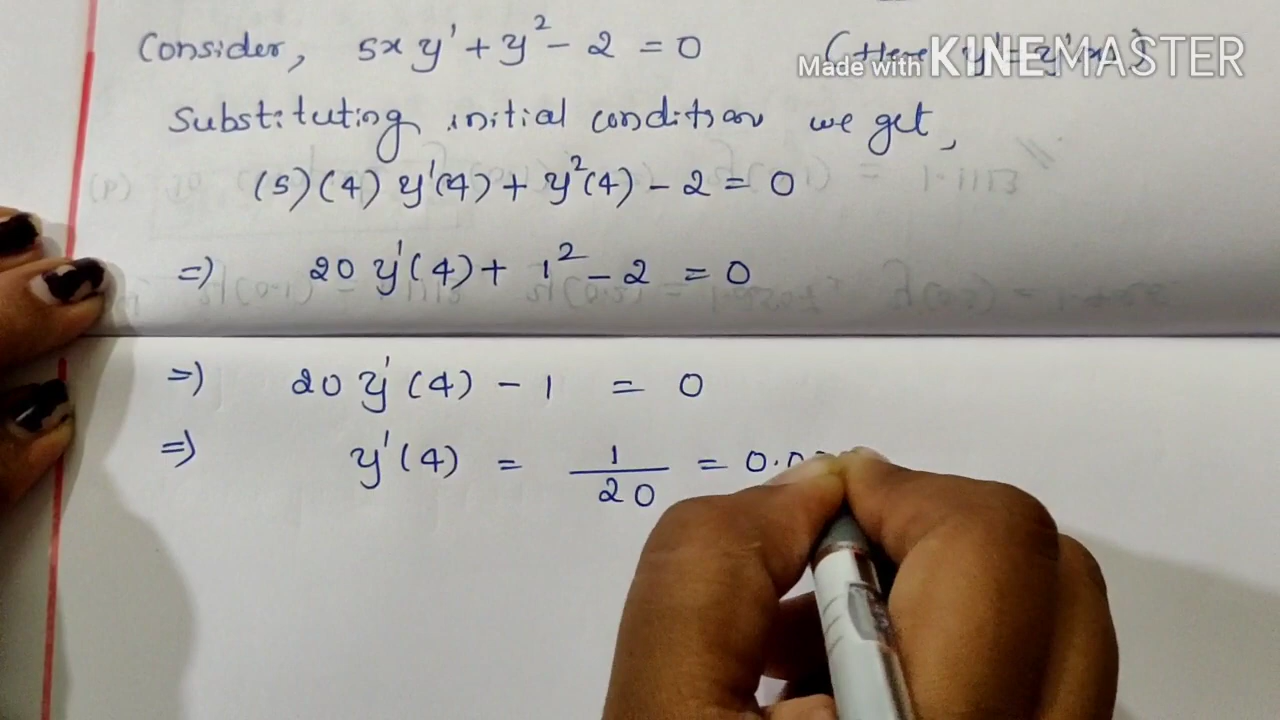 Consider, 5x y' + y² - 2 = 0
Made with KINEMASTER
Substituting initial condition we get,
(5)(4) y'(4) + y²(4) - 2 = 0
=) 20 y'(4) + 1² - 2 = 0
=) 20 y'(4) - 1 = 0
=) y'(4) = 1/20 = 0.0